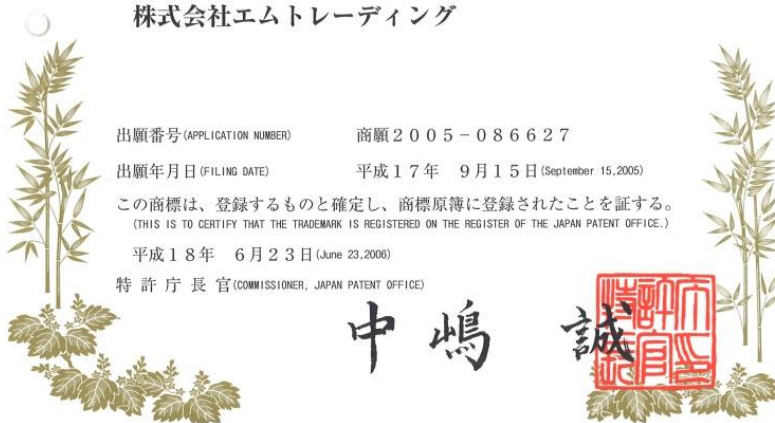 株式会社エムトレーディング
出願番号(APPLICATION NUMBER) 商願2005-086627
出願年月日(FILING DATE) 平成17年 9月15日(September 15,2005)
この商標は、登録するものと確定し、商標原簿に登録されたことを証する。
(THIS IS TO CERTIFY THAT THE TRADEMARK IS REGISTERED ON THE REGISTER OF THE JAPAN PATENT OFFICE.)
平成18年 6月23日(June 23,2006)
特許庁長官(COMMISSIONER, JAPAN PATENT OFFICE)
中嶋 誠